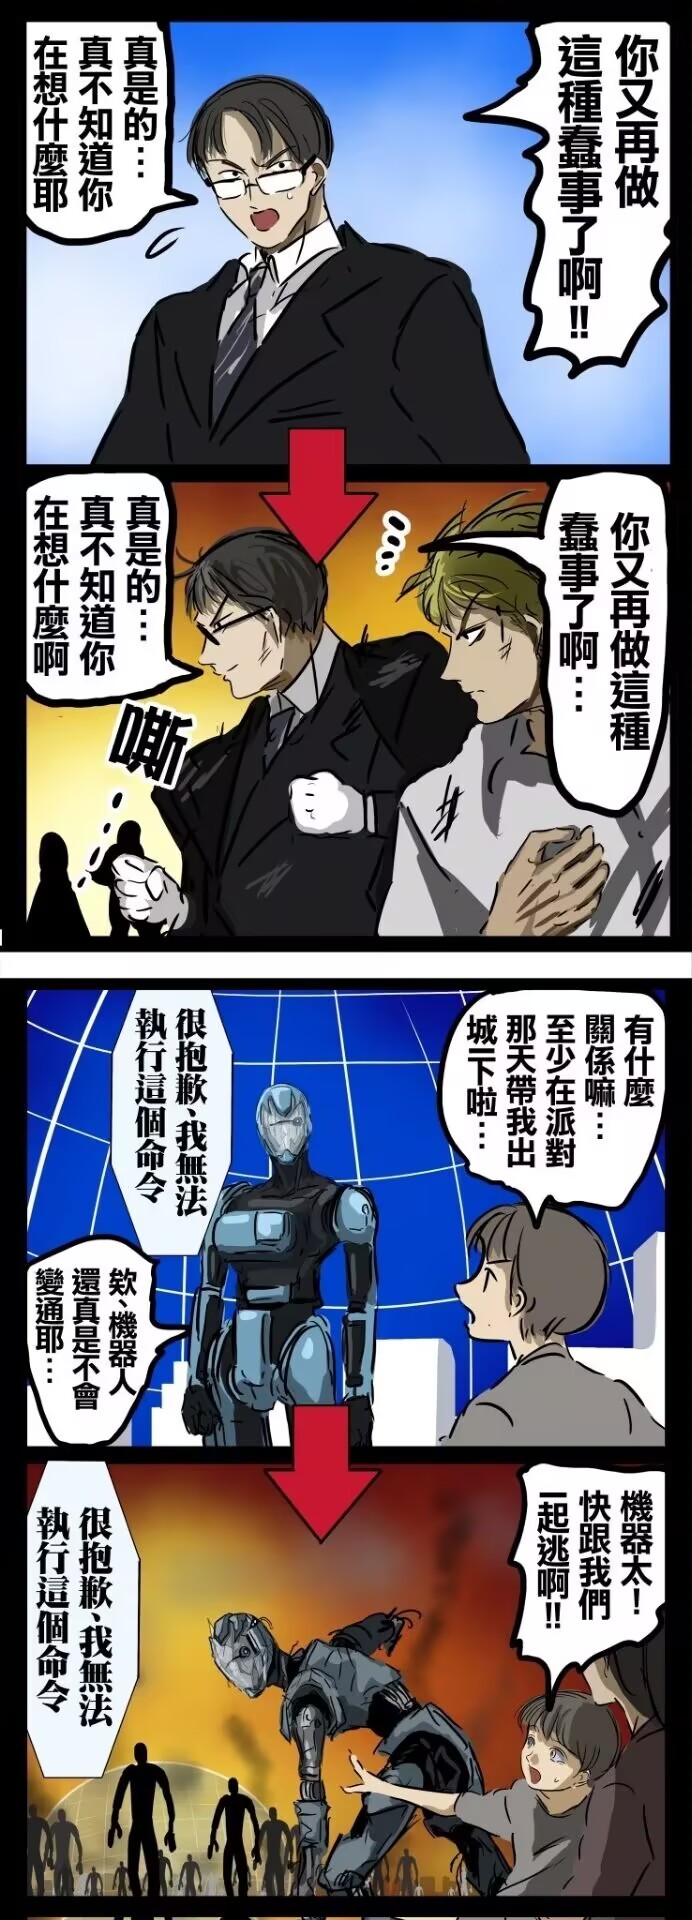 你又再做
這種蠢事了啊!!
真是的…
真不知道你
在想什麼耶
你又再做這種
蠢事了啊…
真是的…
真不知道你
在想什麼啊
嘶…
有什麼
關係嘛…
至少在派對
那天帶我出
城一下啦…
很抱歉、我無法
執行這個命令
欸、機器人
還真是不會
變通耶…
機器太!
快跟我們
一起逃啊!!
很抱歉、我無法
執行這個命令